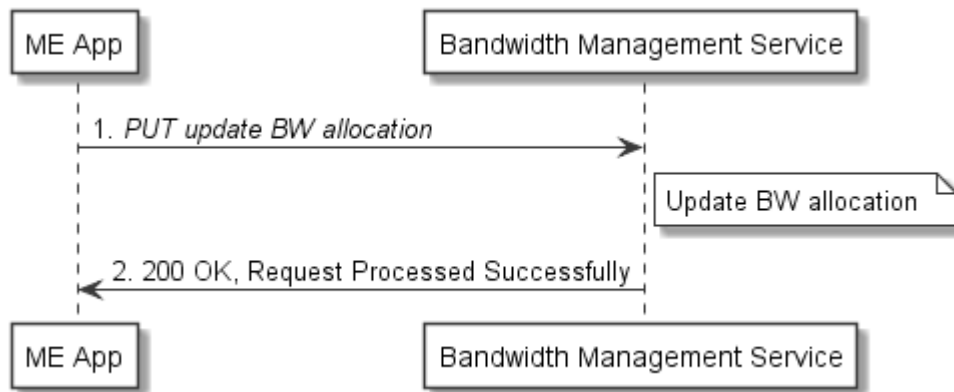 ME App
Bandwidth Management Service
1. PUT update BW allocation
Update BW allocation
2. 200 OK, Request Processed Successfully
ME App
Bandwidth Management Service